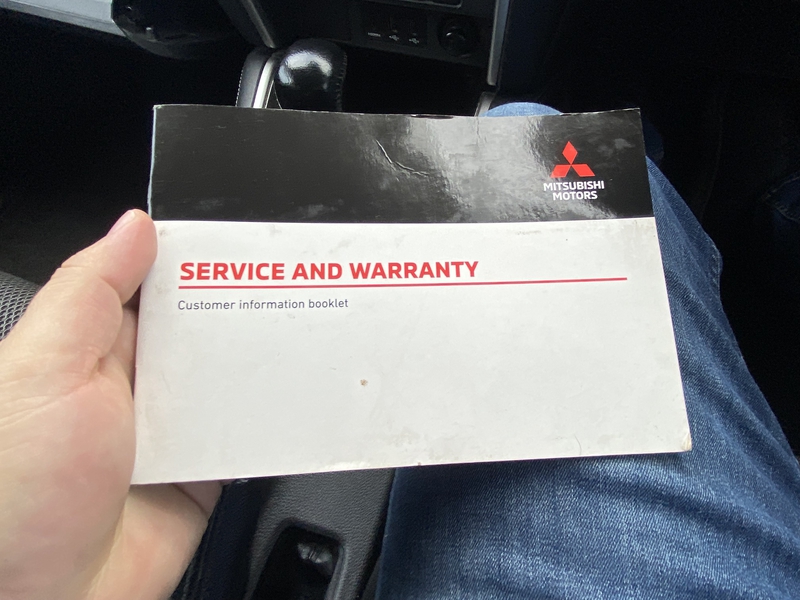 MITSUBISHI
MOTORS
SERVICE AND WARRANTY
Customer information booklet